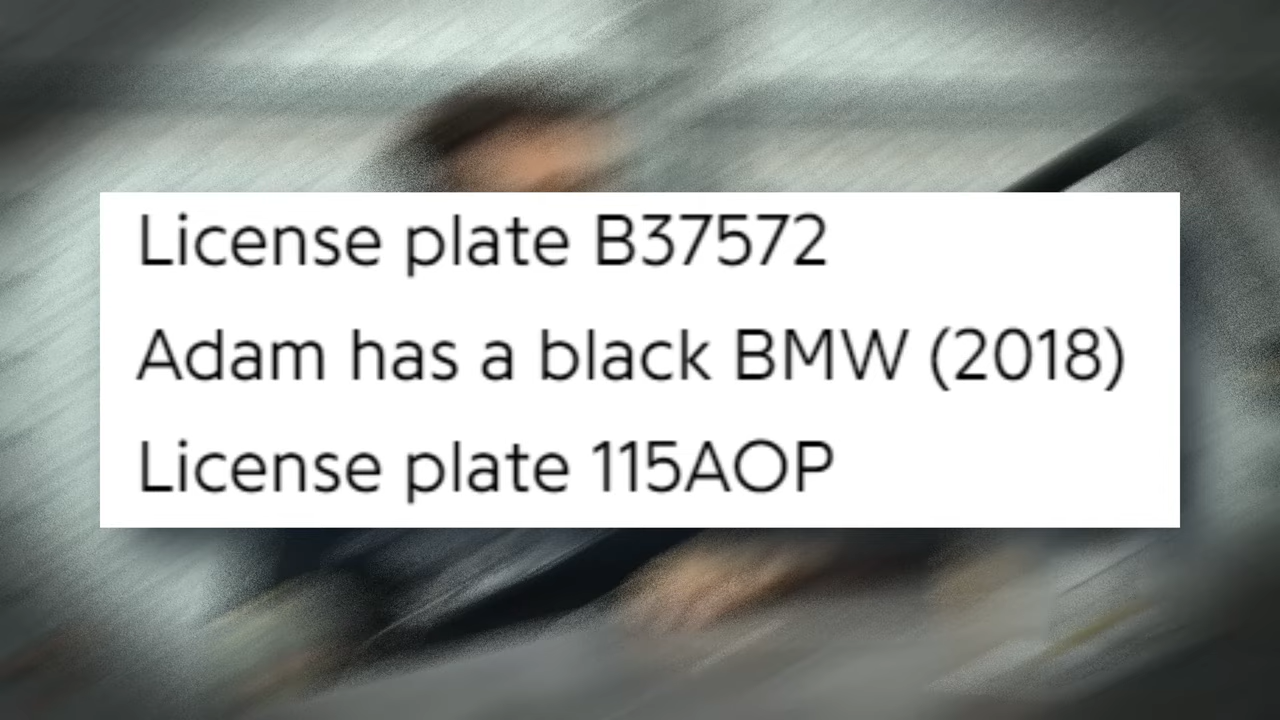 License plate B37572
Adam has a black BMW (2018)
License plate 115AOP